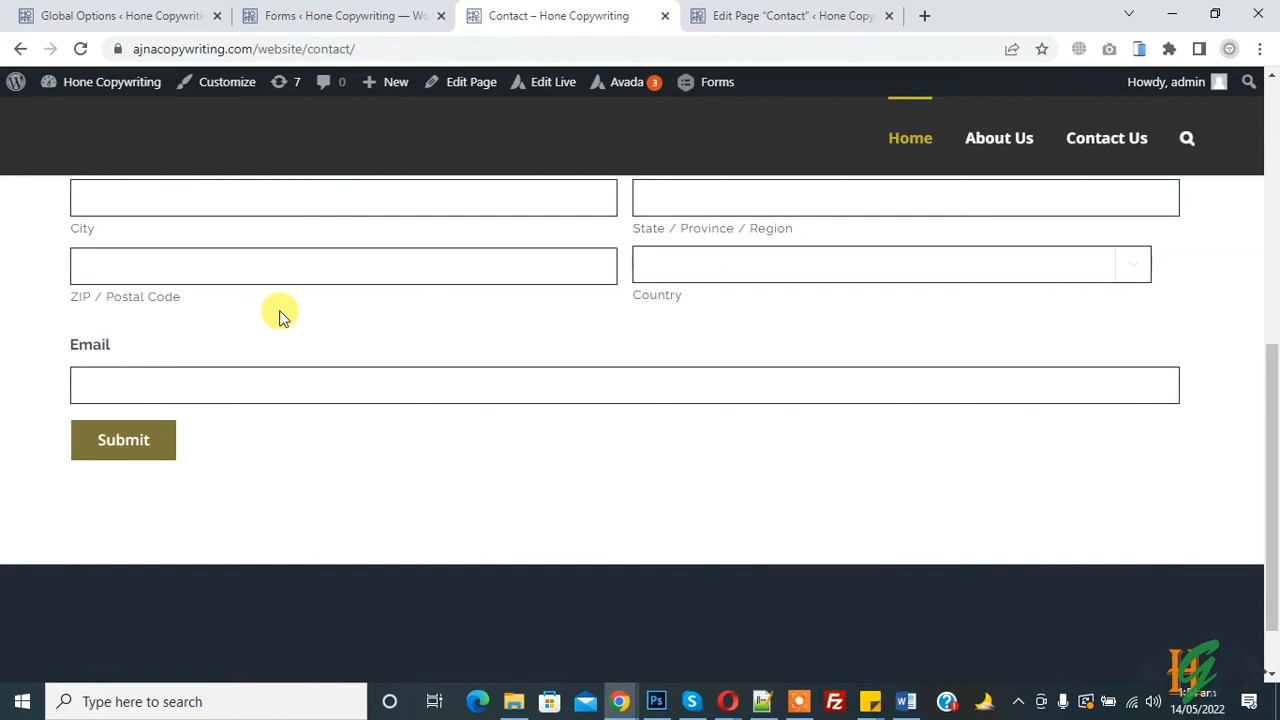 Global Options ‹ Hone Copywriti
Forms ‹ Hone Copywriting — Wo
Contact – Hone Copywriting
Edit Page "Contact" ‹ Hone Copy
ajnacopywriting.com/website/contact/
Hone Copywriting
Customize
7
0
New
Edit Page
Edit Live
Avada 3
Forms
Howdy, admin
Home
About Us
Contact Us
City
State / Province / Region
ZIP / Postal Code
Country
Email
Submit
Type here to search
14/05/2022